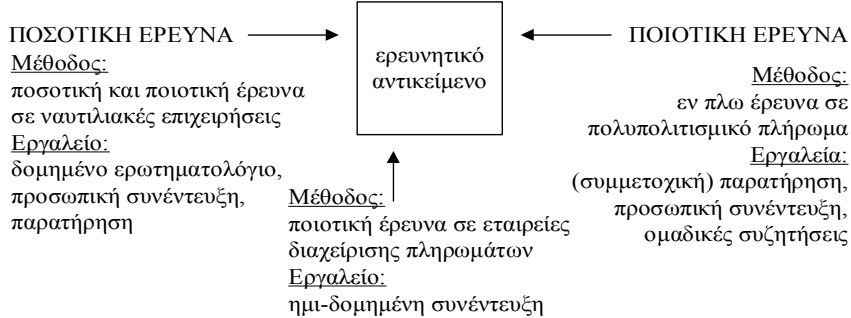 ΠΟΣΟΤΙΚΗ ΕΡΕΥΝΑ
Μέθοδος:
ποσοτική και ποιοτική έρευνα
σε ναυτιλιακές επιχειρήσεις
Εργαλείο:
δομημένο ερωτηματολόγιο,
προσωπική συνέντευξη,
παρατήρηση
ερευνητικό
αντικείμενο
Μέθοδος:
ποιοτική έρευνα σε εταιρείες
διαχείρισης πληρωμάτων
Εργαλείο:
ημι-δομημένη συνέντευξη
ΠΟΙΟΤΙΚΗ ΕΡΕΥΝΑ
Μέθοδος:
εν πλω έρευνα σε
πολυπολιτισμικό πλήρωμα
Εργαλεία:
(συμμετοχική) παρατήρηση,
προσωπική συνέντευξη,
ομαδικές συζητήσεις